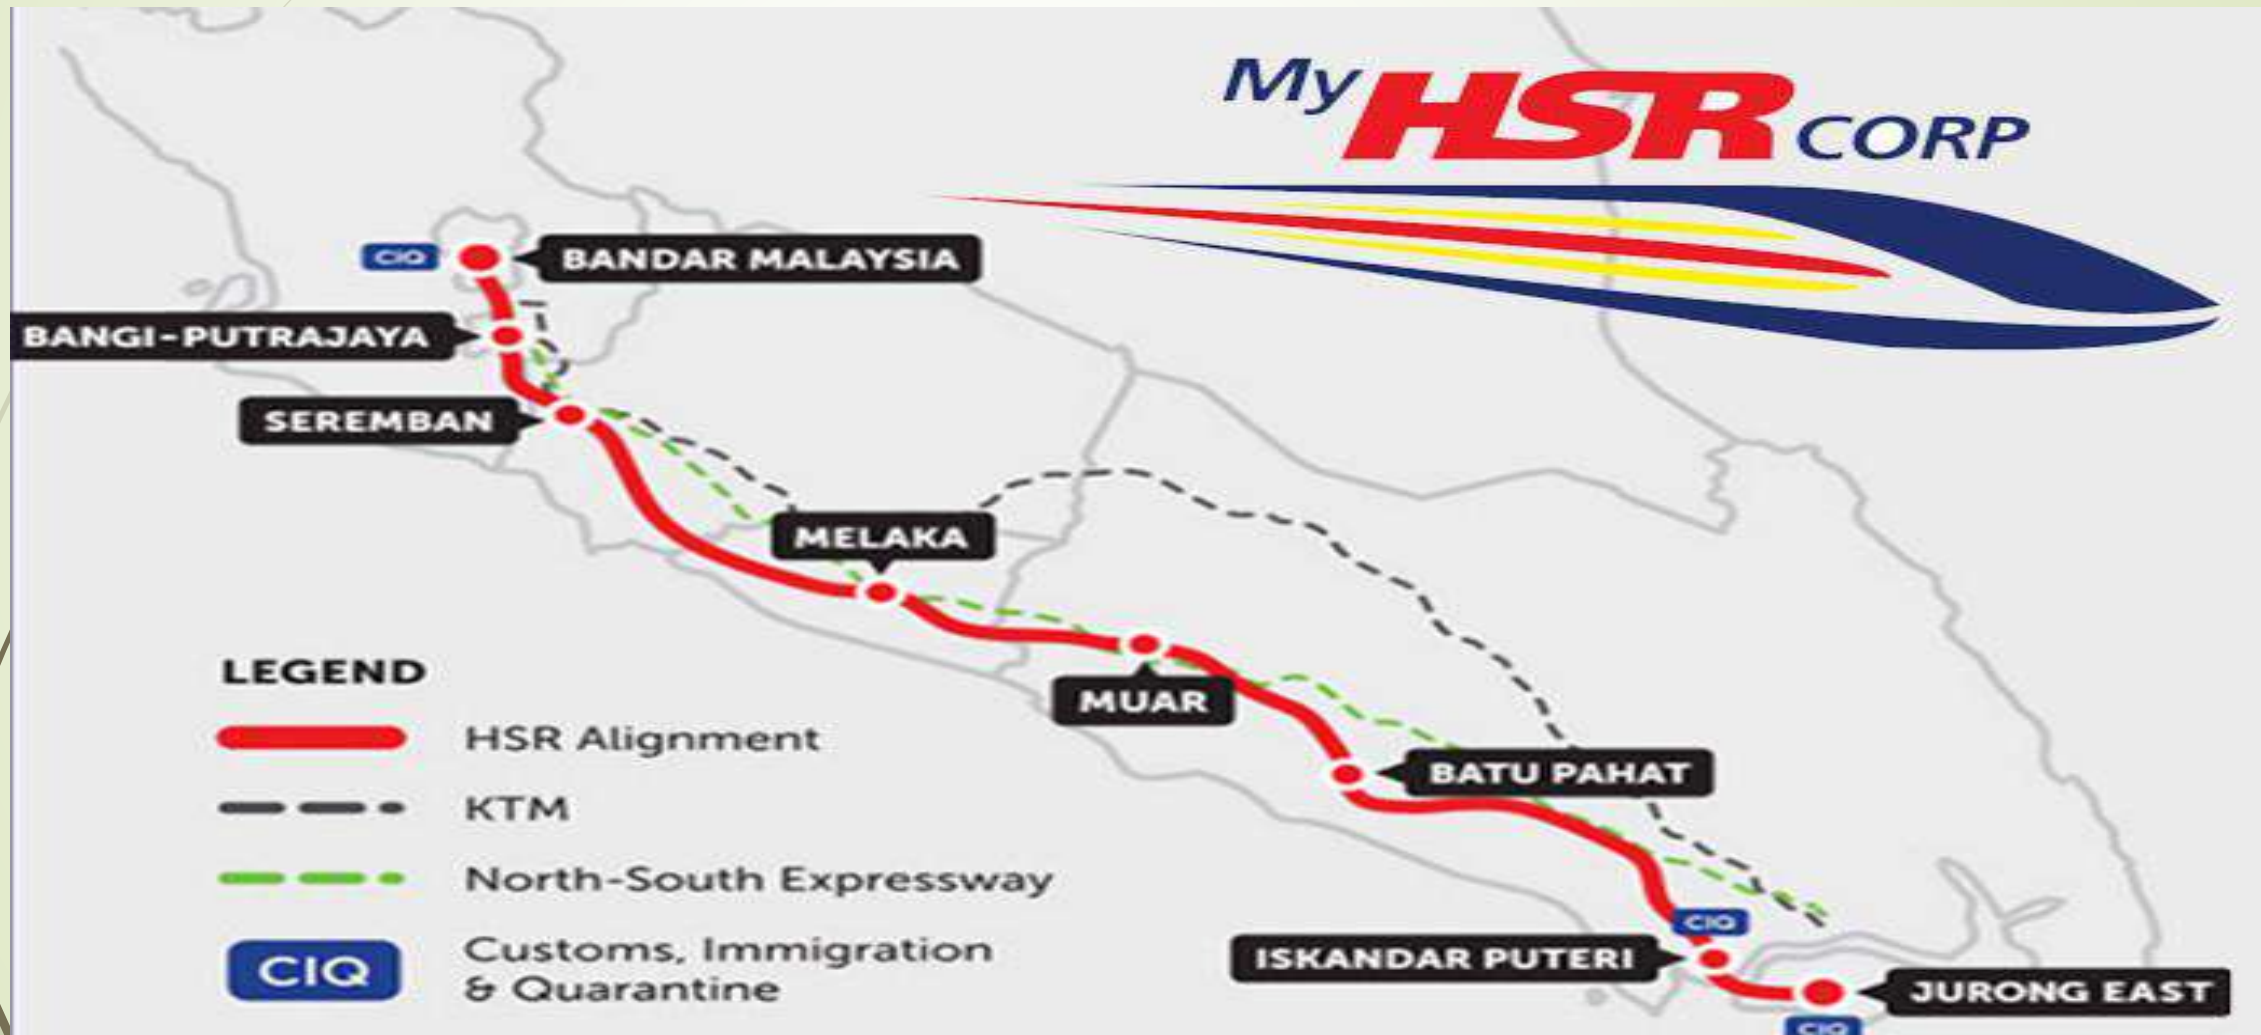 My HSR CORP
CIQ
BANDAR MALAYSIA
BANGI-PUTRAJAYA
SEREMBAN
MELAKA
MUAR
BATU PAHAT
CIQ
ISKANDAR PUTERI
JURONG EAST
CIQ
LEGEND
HSR Alignment
KTM
North-South Expressway
CIQ
Customs, Immigration
& Quarantine